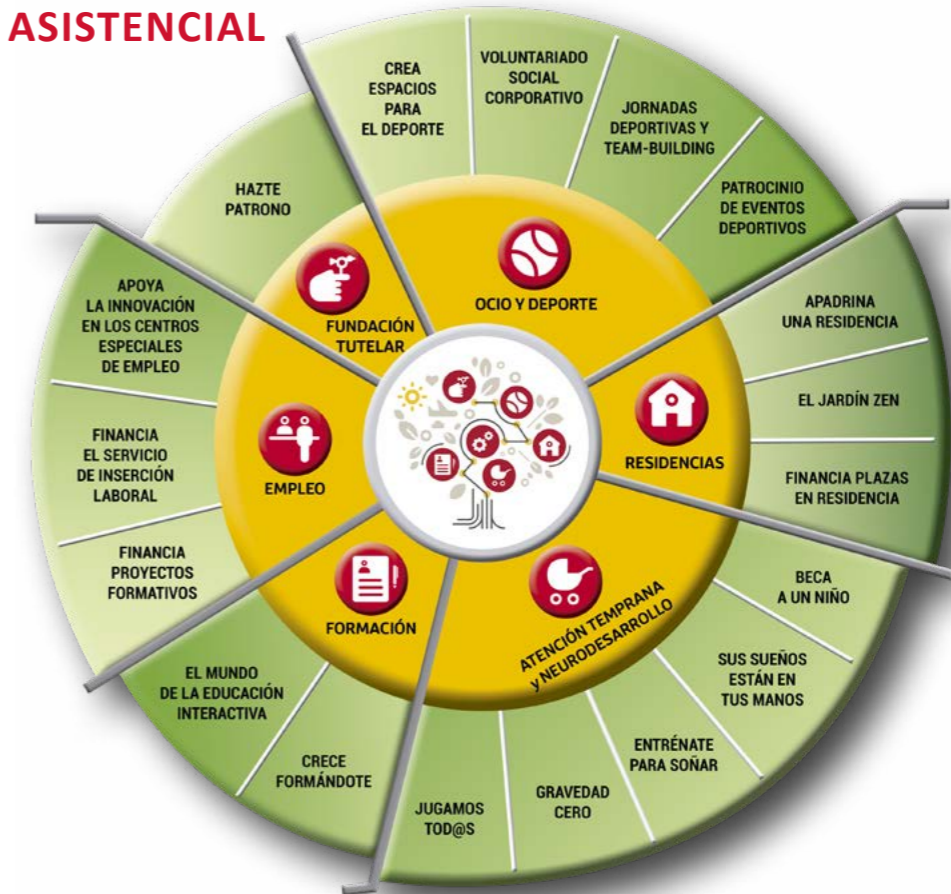 ASISTENCIAL
CREA
ESPACIOS
PARA
EL DEPORTE
VOLUNTARIADO
SOCIAL
CORPORATIVO
JORNADAS
DEPORTIVAS Y
TEAM-BUILDING
PATROCINIO
DE EVENTOS
DEPORTIVOS
OCIO Y DEPORTE
APADRINA
UNA RESIDENCIA
EL JARDÍN ZEN
FINANCIA PLAZAS
EN RESIDENCIA
RESIDENCIAS
BECA
A UN NIÑO
SUS SUEÑOS
ESTÁN EN
TUS MANOS
ENTRÉNATE
PARA SOÑAR
GRAVEDAD
CERO
JUGAMOS
TOD@S
ATENCIÓN TEMPRANA
y NEURODESARROLLO
CRECE
FORMÁNDOTE
EL MUNDO
DE LA EDUCACIÓN
INTERACTIVA
FORMACIÓN
FINANCIA
PROYECTOS
FORMATIVOS
FINANCIA
EL SERVICIO
DE INSERCIÓN
LABORAL
APOYA
LA INNOVACIÓN
EN LOS CENTROS
ESPECIALES
DE EMPLEO
EMPLEO
HAZTE
PATRONO
FUNDACIÓN
TUTELAR